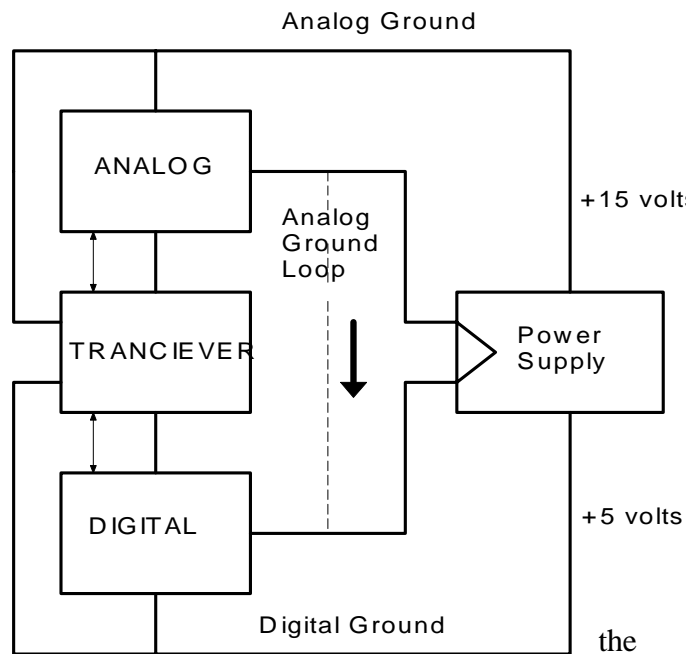 Analog Ground
ANALOG
+15 volts
Analog
Ground
Loop
TRANCIEVER
Power
Supply
DIGITAL
+5 volts
Digital Ground
the